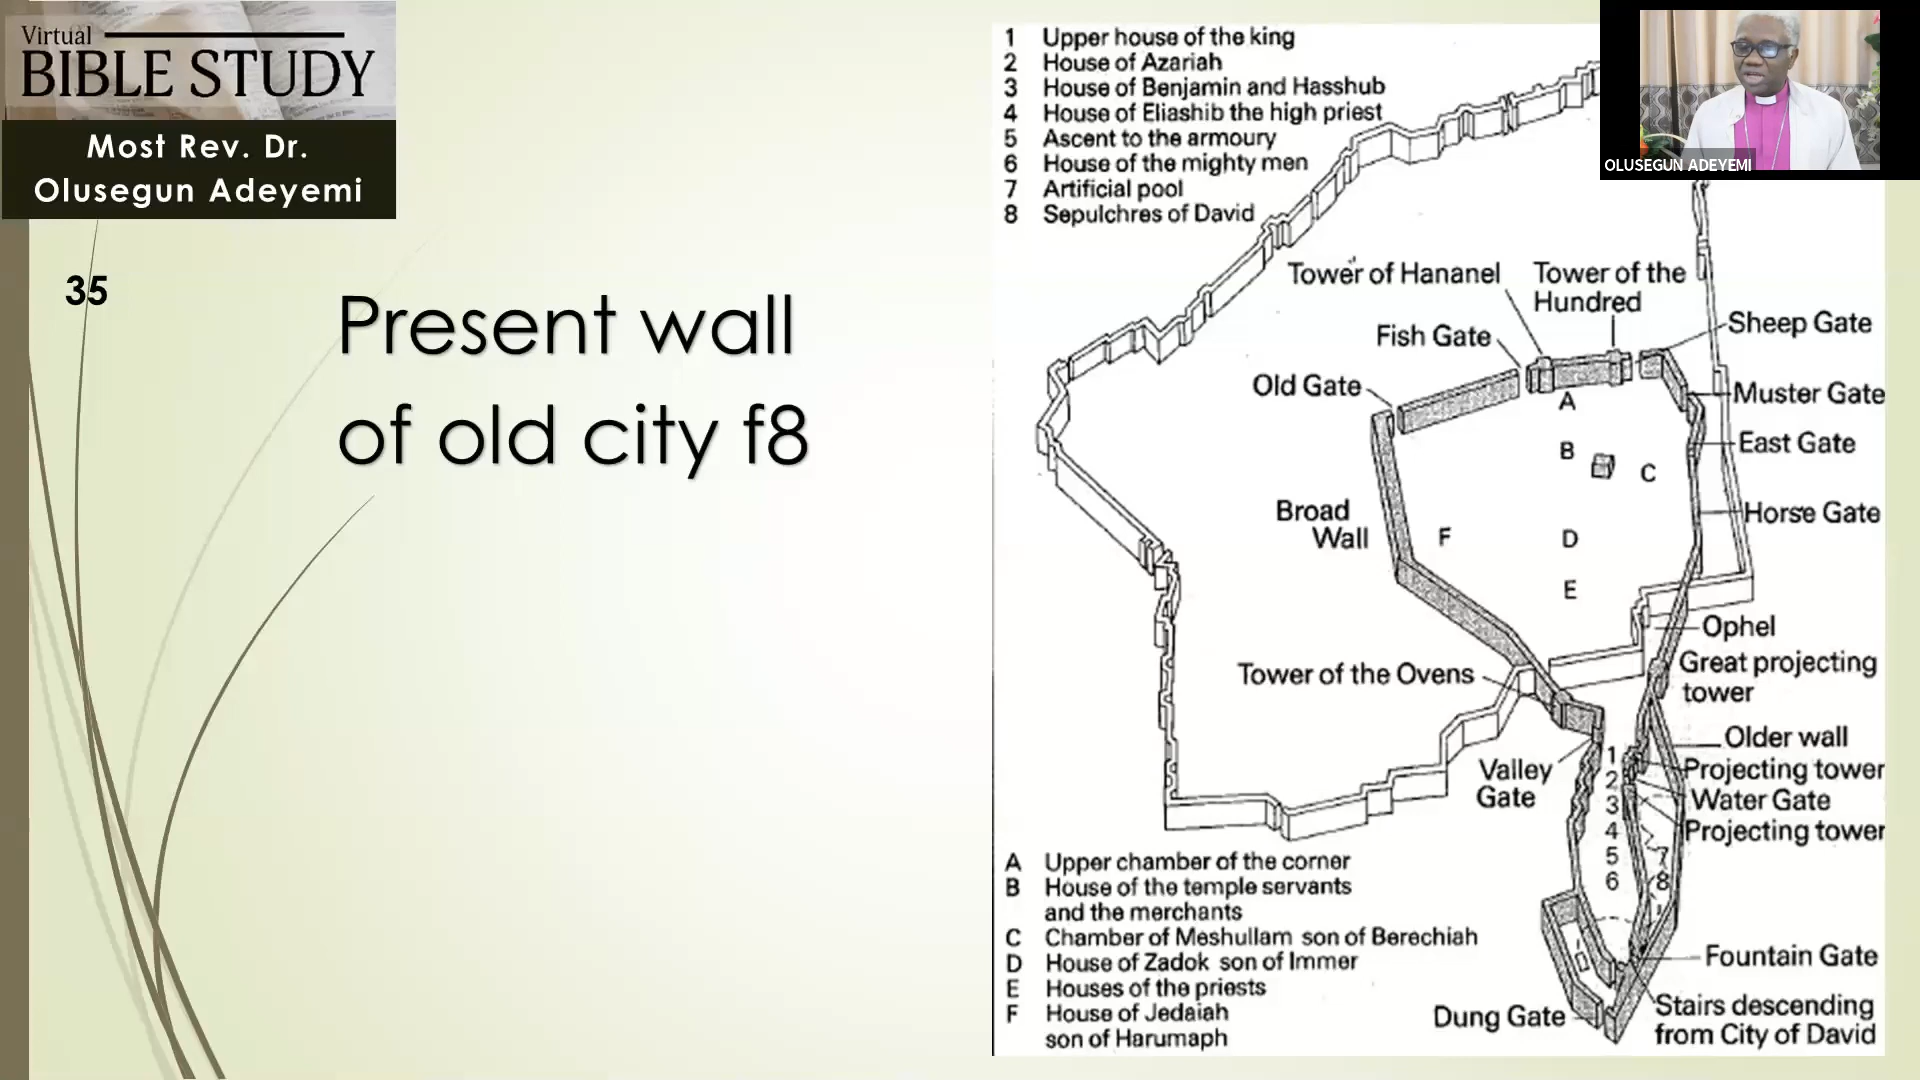 Virtual
BIBLE STUDY
Most Rev. Dr.
Olusegun Adeyemi
35
Present wall
of old city f8
1 Upper house of the king
2 House of Azariah
3 House of Benjamin and Hasshub
4 House of Eliashib the high priest
5 Ascent to the armoury
6 House of the mighty men
7 Artificial pool
8 Sepulchres of David
OLUSEGUN ADEYEMI
Tower of Hananel
Tower of the
Hundred
Sheep Gate
Fish Gate
Old Gate
Muster Gate
A
East Gate
B
C
Horse Gate
Broad
Wall
F
D
E
Ophel
Great projecting
tower
Tower of the Ovens
Older wall
Valley
Gate
Projecting tower
Water Gate
Projecting tower
1
2
3
4
5
6
7
8
Fountain Gate
Stairs descending
from City of David
Dung Gate
A Upper chamber of the corner
B House of the temple servants
and the merchants
C Chamber of Meshullam son of Berechiah
D House of Zadok son of Immer
E Houses of the priests
F House of Jedaiah
son of Harumaph